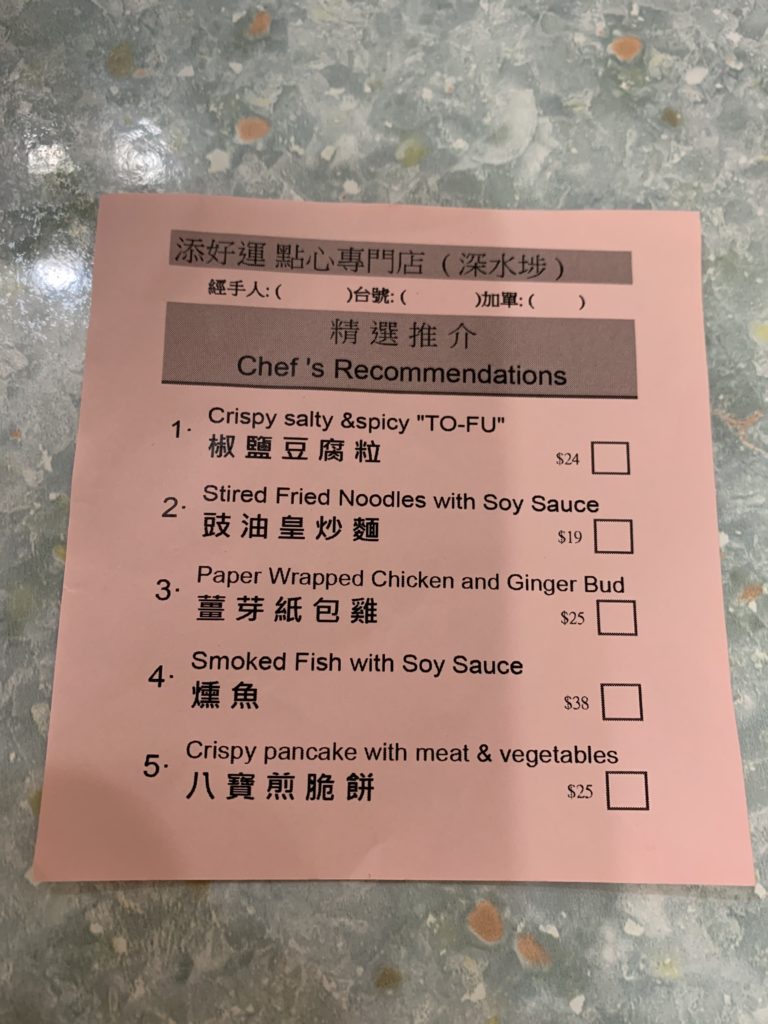 添好運 點心專門店 ( 深水埗 )
經手人: (      )台號: (      )加單: (      )
精選推介
Chef 's Recommendations
1. Crispy salty &spicy "TO-FU"
椒鹽豆腐粒 $24
2. Stired Fried Noodles with Soy Sauce
豉油皇炒麵 $19
3. Paper Wrapped Chicken and Ginger Bud
薑芽紙包雞 $25
4. Smoked Fish with Soy Sauce
燻魚 $38
5. Crispy pancake with meat & vegetables
八寶煎脆餅 $25